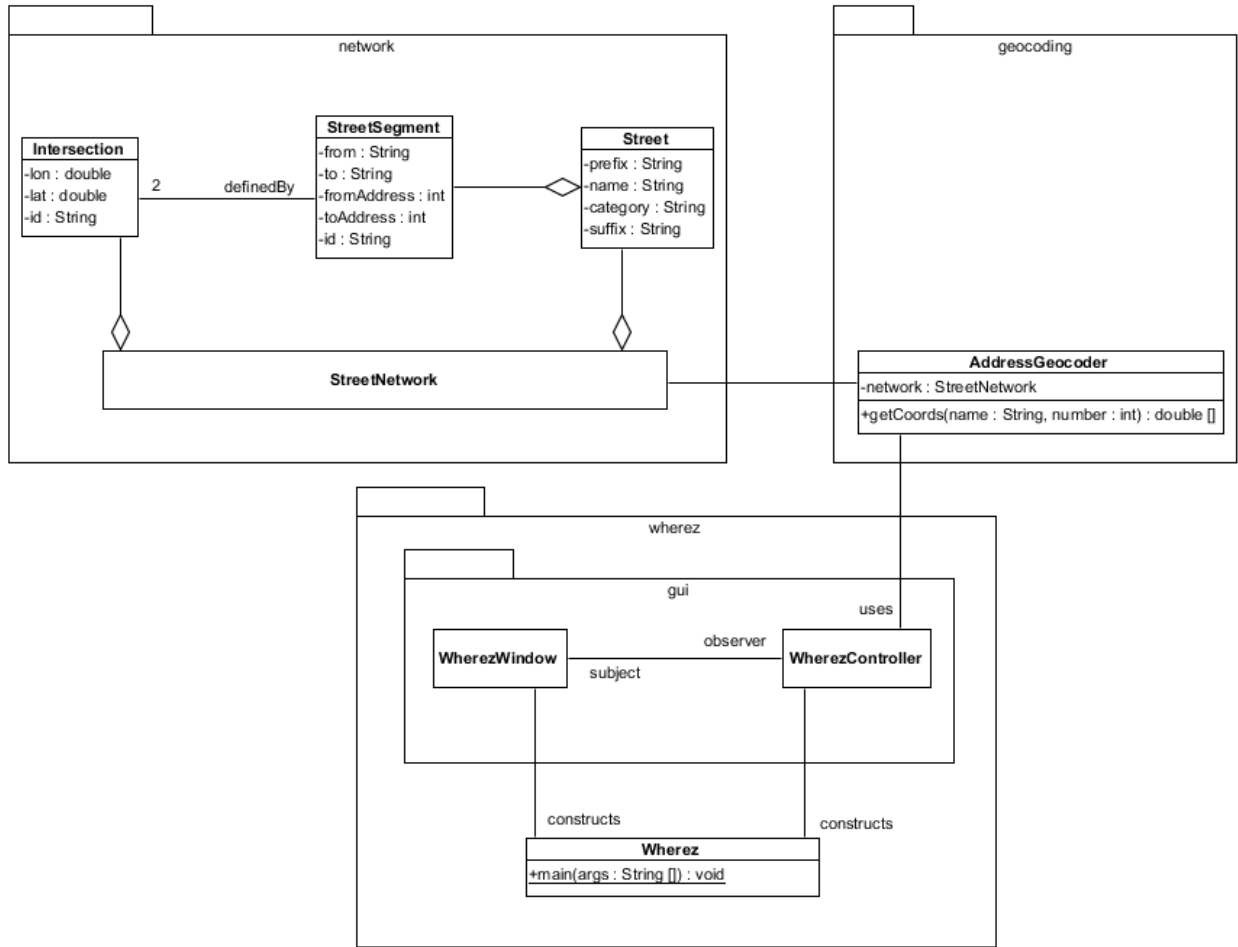 network
geocoding
Intersection
-lon : double
-lat : double
-id : String
2
definedBy
StreetSegment
-from : String
-to : String
-fromAddress : int
-toAddress : int
-id : String
Street
-prefix : String
-name : String
-category : String
-suffix : String
StreetNetwork
AddressGeocoder
-network : StreetNetwork
+getCoords(name : String, number : int) : double []
wherez
gui
uses
WherezWindow
observer
subject
WherezController
constructs
constructs
Wherez
+main(args : String []) : void